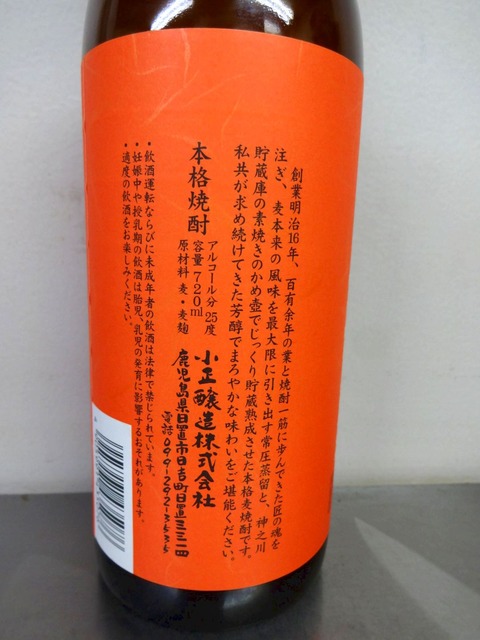 創業明治16年、百有余年の業と焼酎一筋に歩んできた匠の魂を
注ぎ、麦本来の風味を最大限に引き出す常圧蒸留と、神之川
貯蔵庫の素焼きのかめ壺でじっくり貯蔵熟成させた本格麦焼酎です。
私共が求め続けてきた芳醇でまろやかな味わいをご堪能ください。
本格焼酎
アルコール分25度
容量720ml
原材料 麦・麦麹
小正醸造株式会社
鹿児島県日置市日吉町日置三三一四
電話099-292-3535
・飲酒運転ならびに未成年者の飲酒は法律で禁じられています。
・妊娠中や授乳期の飲酒は胎児、乳児の発育に影響するおそれがあります。
・適度の飲酒をお楽しみください。